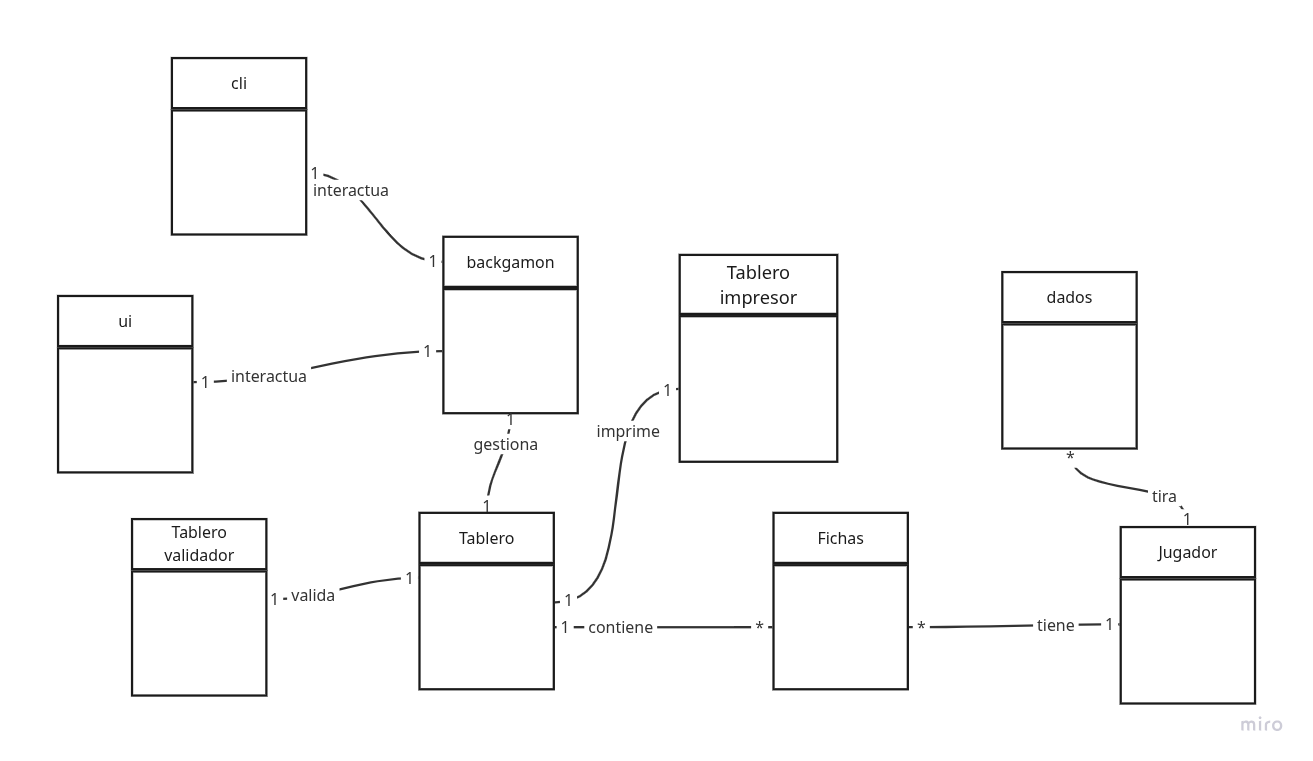 cli
1
interactua
1
backgamon
Tablero
impresor
dados
ui
1
interactua
1
1
gestiona
1
imprime
1
*
tira
1
Tablero
validador
Tablero
Fichas
Jugador
1
valida
1
1
1
contiene
*
*
tiene
1
miro